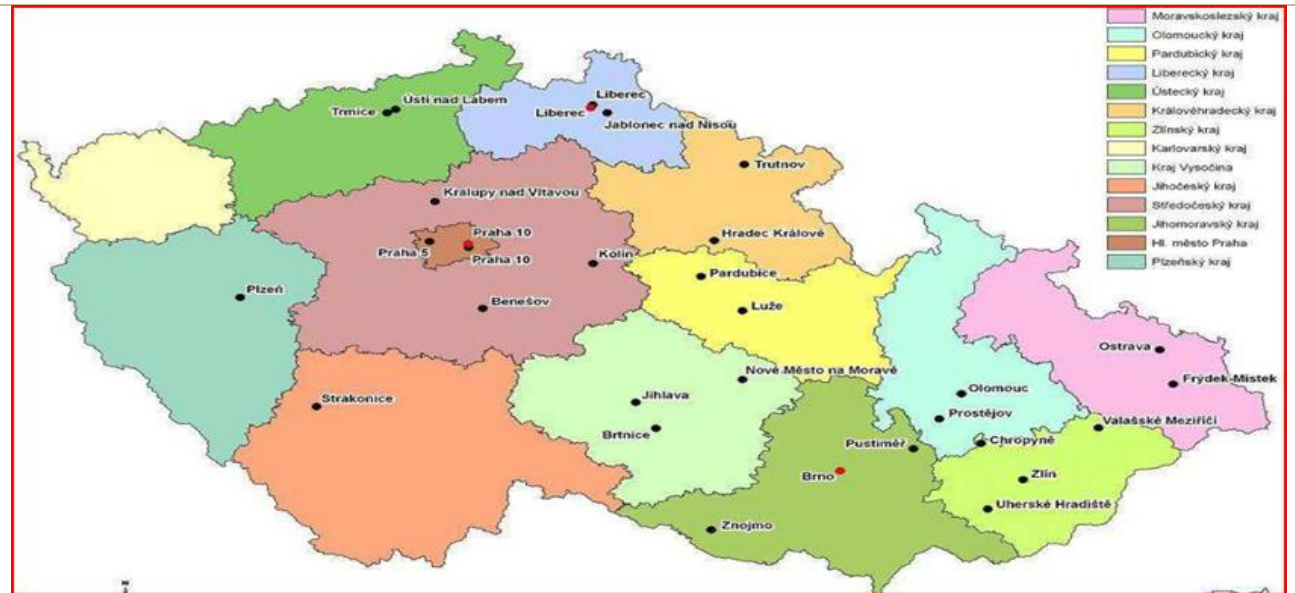 Moravskoslezský kraj
Olomoucký kraj
Pardubický kraj
Liberecký kraj
Ústecký kraj
Královéhradecký kraj
Zlínský kraj
Karlovarský kraj
Kraj Vysočina
Jihočeský kraj
Středočeský kraj
Jihomoravský kraj
Hl. město Praha
Plzeňský kraj
Ústí nad Labem
Trmice
Liberec
Liberec
Jablonec nad Nisou
Trutnov
Kralupy nad Vltavou
Praha 10
Praha 5
Praha 10
Kolín
Hradec Králové
Pardubice
Plzeň
Benešov
Luže
Ostrava
Frýdek-Místek
Nové Město na Moravě
Strakonice
Jihlava
Olomouc
Prostějov
Brtnice
Valašské Meziříčí
Pustiměř
Chropyně
Brno
Zlín
Uherské Hradiště
Znojmo
N